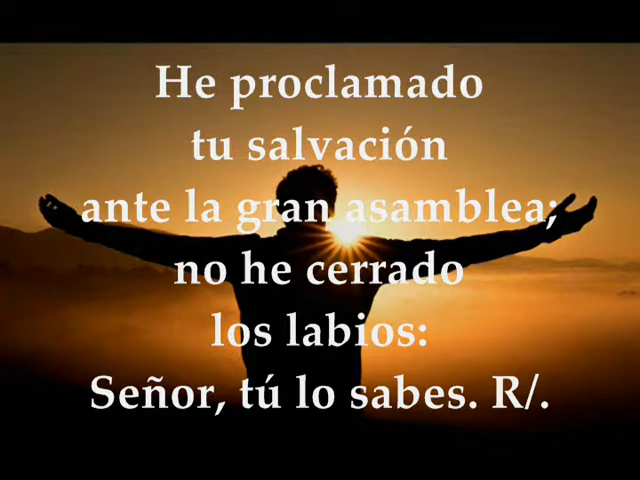 He proclamado
tu salvación
ante la gran asamblea;
no he cerrado
los labios:
Señor, tú lo sabes. R/.